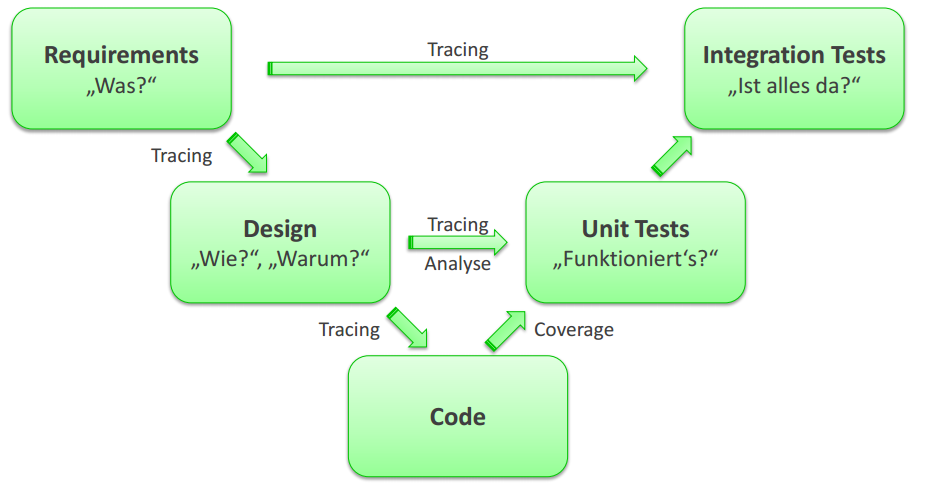 Requirements
„Was?“
Tracing
Integration Tests
„Ist alles da?“
Tracing
Design
„Wie?“, „Warum?“
Tracing
Analyse
Unit Tests
„Funktioniert‘s?“
Tracing
Coverage
Code